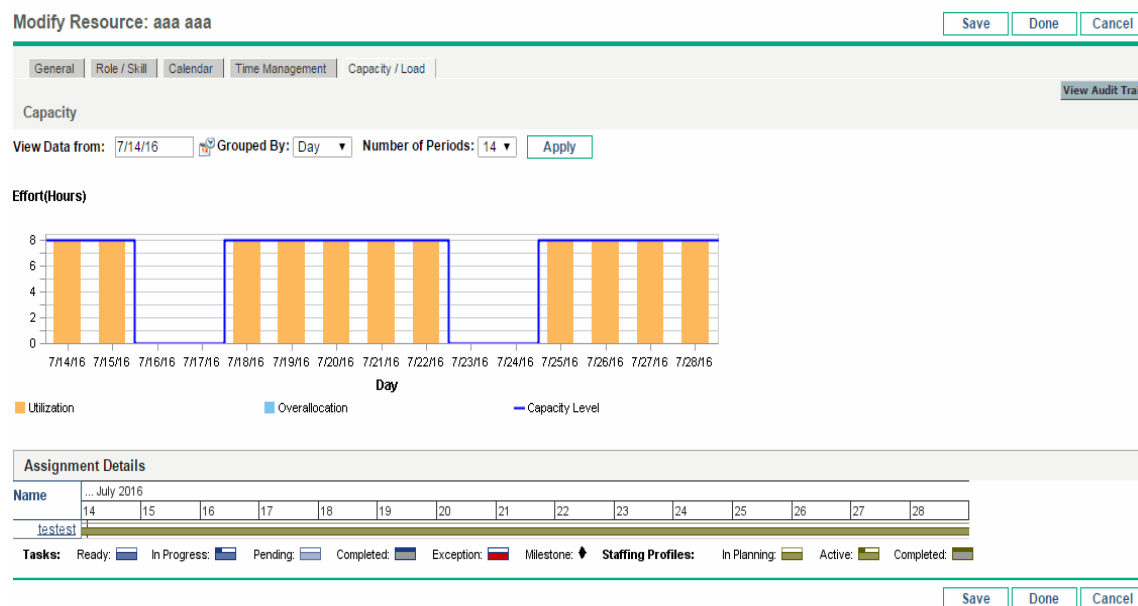 Modify Resource: aaa aaa
Save Done Cancel
General Role / Skill Calendar Time Management Capacity / Load
View Audit Tra
Capacity
View Data from: 7/14/16 Grouped By: Day Number of Periods: 14 Apply
Effort(Hours)
8
6
4
2
0
7/14/16 7/15/16 7/16/16 7/17/16 7/18/16 7/19/16 7/20/16 7/21/16 7/22/16 7/23/16 7/24/16 7/25/16 7/26/16 7/27/16 7/28/16
Day
Utilization Overallocation Capacity Level
Assignment Details
Name ... July 2016
14 15 16 17 18 19 20 21 22 23 24 25 26 27 28
testest
Tasks: Ready: In Progress: Pending: Completed: Exception: Milestone: Staffing Profiles: In Planning: Active: Completed:
Save Done Cancel